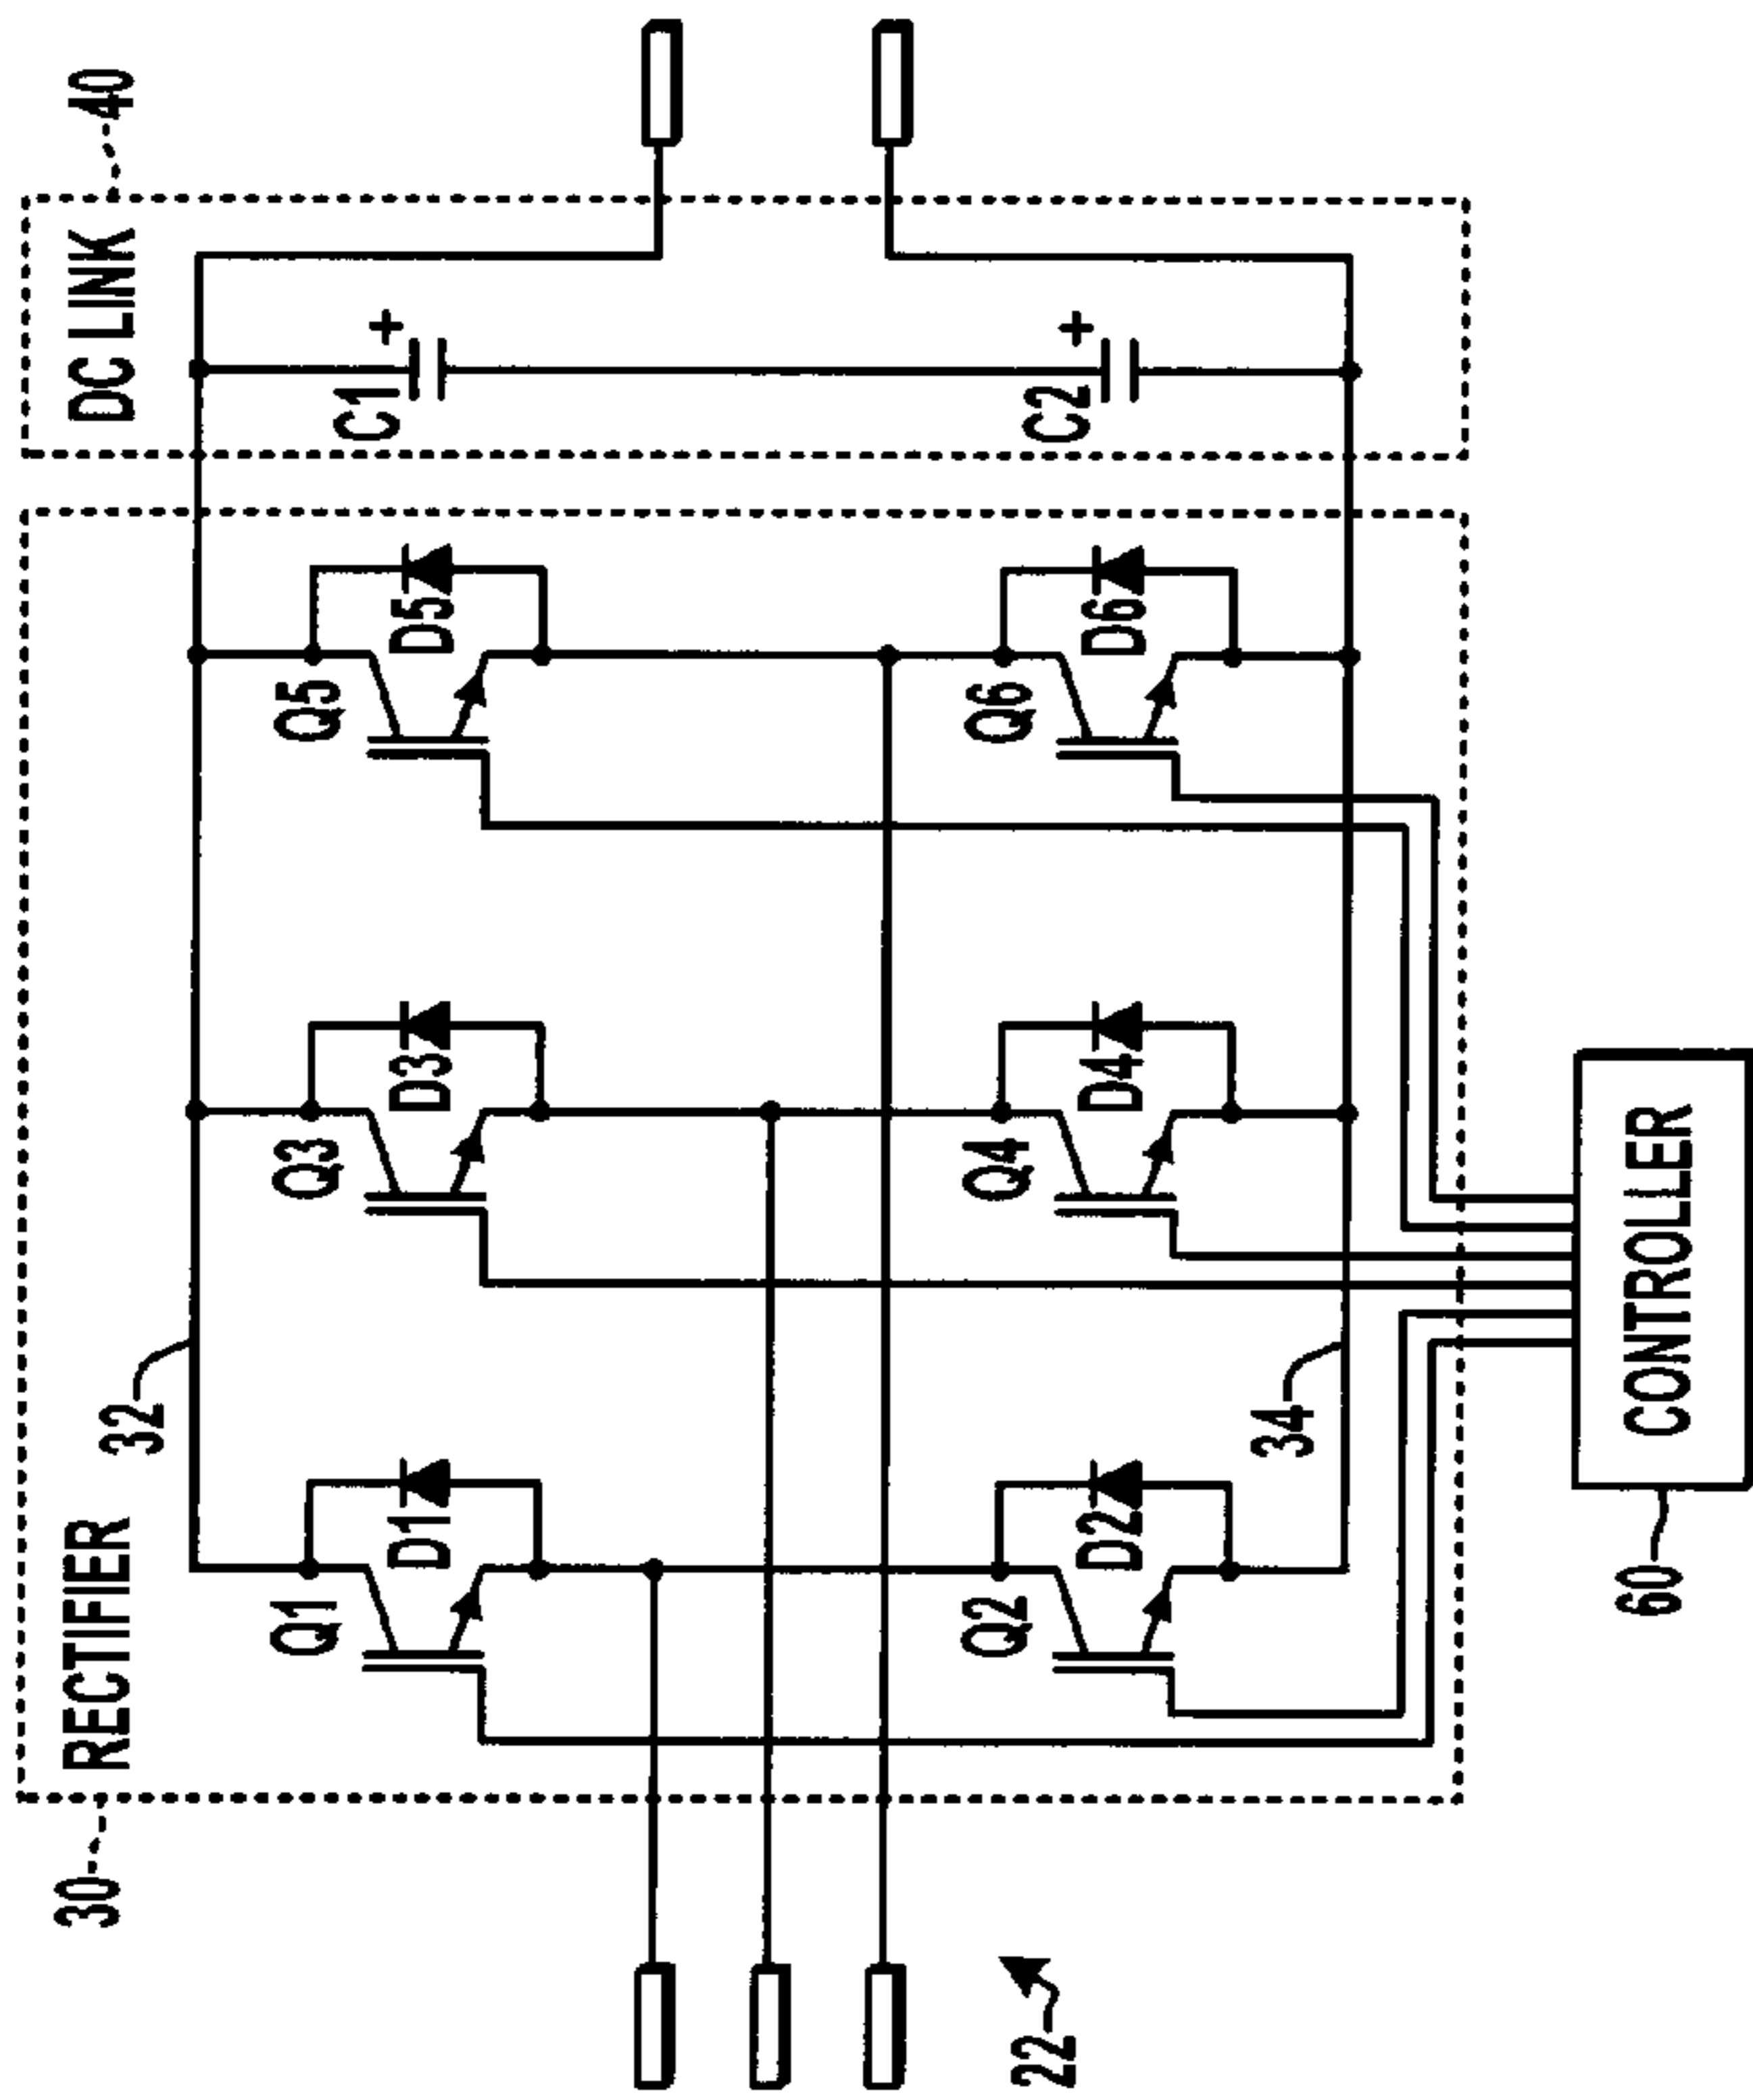 30
RECTIFIER
32
DC LINK
40
Q1
D1
Q3
D3
Q5
D5
C1
+
Q2
D2
Q4
D4
Q6
D6
C2
+
34
22
60
CONTROLLER